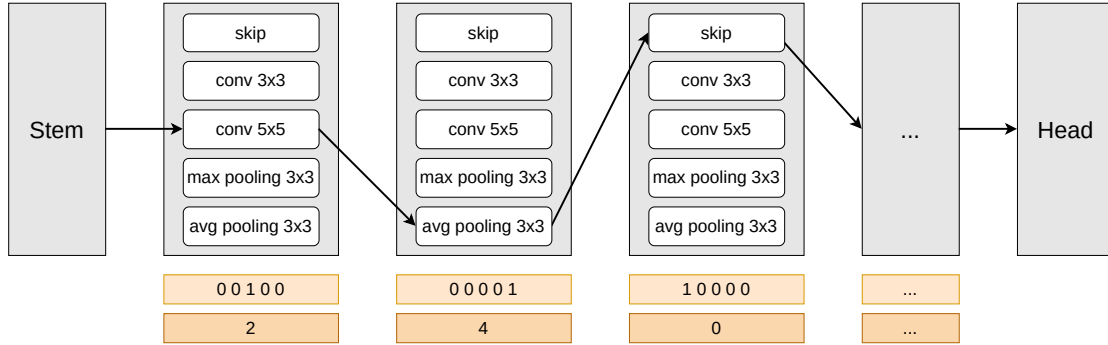 Stem
skip
conv 3x3
conv 5x5
max pooling 3x3
avg pooling 3x3
0 0 1 0 0
2
skip
conv 3x3
conv 5x5
max pooling 3x3
avg pooling 3x3
0 0 0 0 1
4
skip
conv 3x3
conv 5x5
max pooling 3x3
avg pooling 3x3
1 0 0 0 0
0
...
...
...
Head